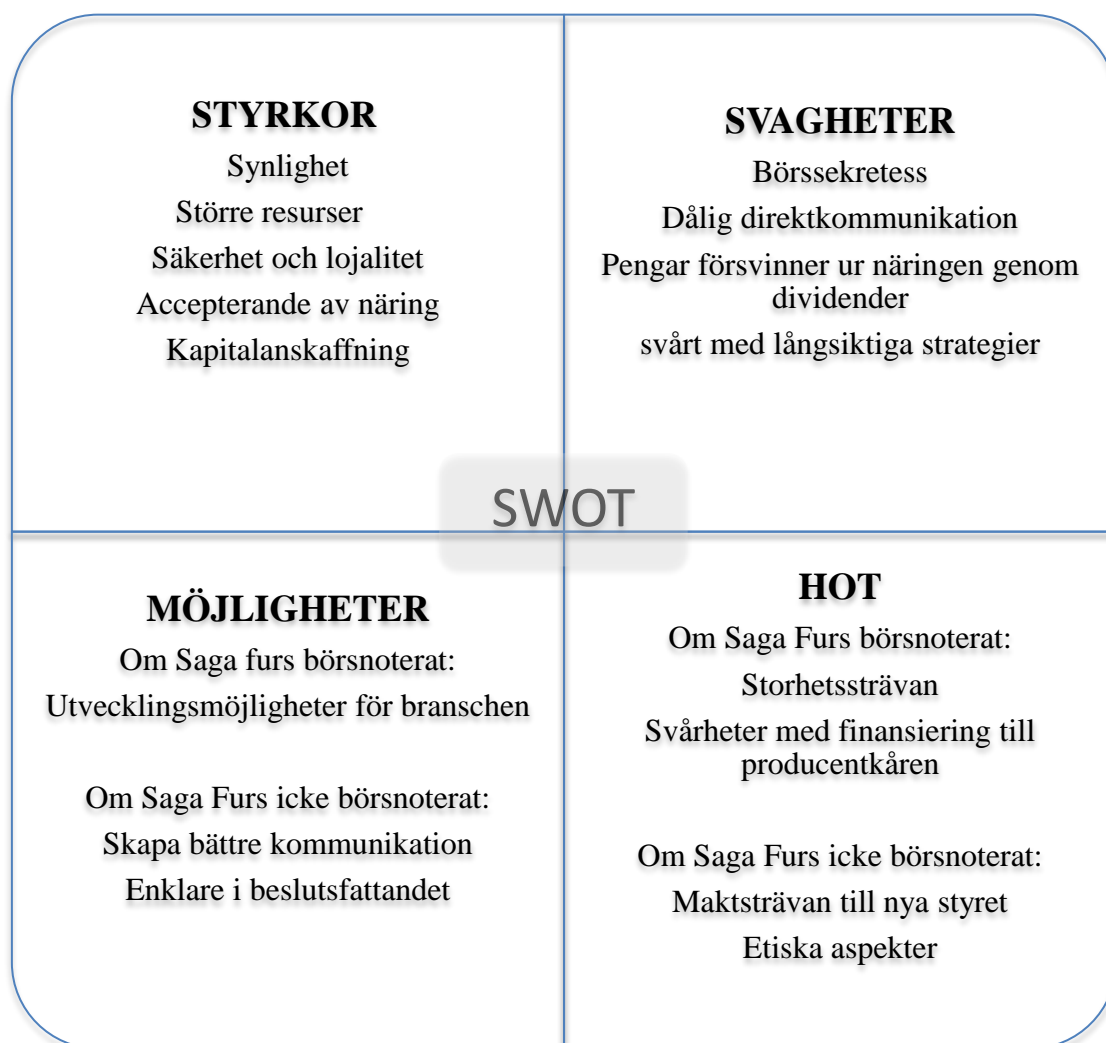 STYRKOR
Synlighet
Större resurser
Säkerhet och lojalitet
Accepterande av näring
Kapitalanskaffning
SVAGHETER
Börssekretess
Dålig direktkommunikation
Pengar försvinner ur näringen genom
dividender
svårt med långsiktiga strategier
SWOT
MÖJLIGHETER
Om Saga furs börsnoterat:
Utvecklingsmöjligheter för branschen
Om Saga Furs icke börsnoterat:
Skapa bättre kommunikation
Enklare i beslutsfattandet
HOT
Om Saga Furs börsnoterat:
Storhetssträvan
Svårheter med finansiering till
producentkåren
Om Saga Furs icke börsnoterat:
Maktsträvan till nya styret
Etiska aspekter